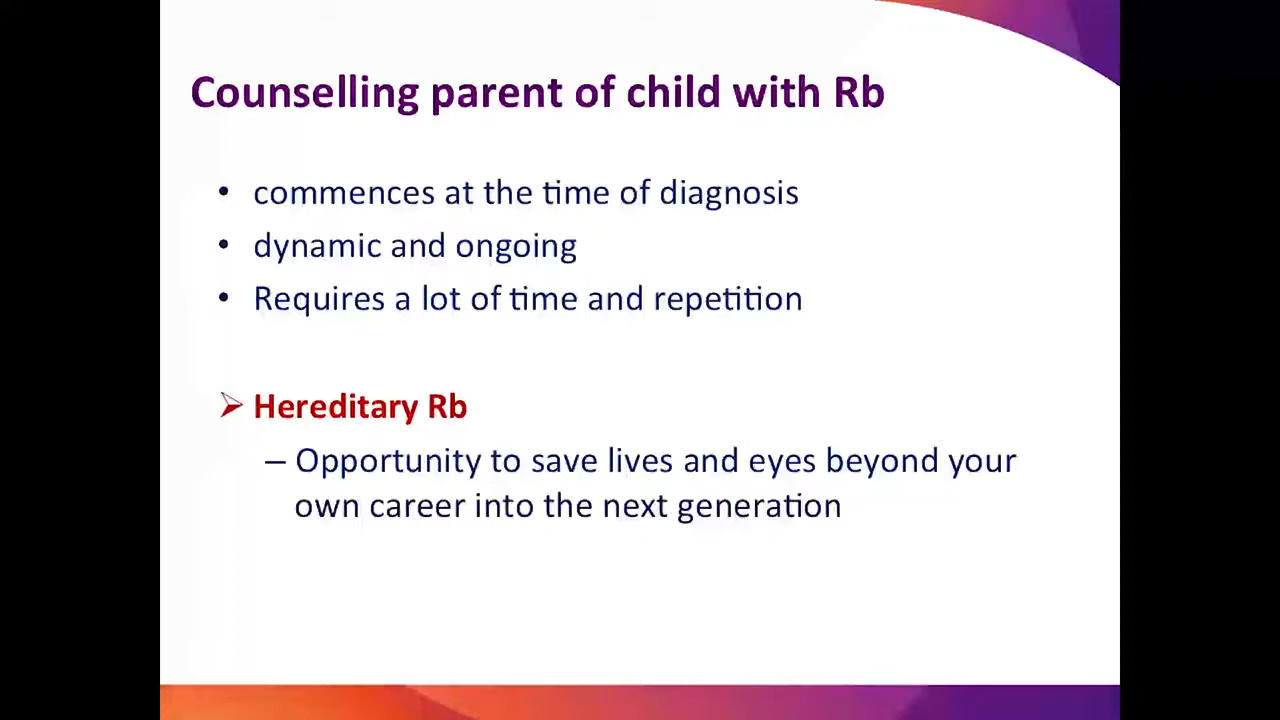 Counselling parent of child with Rb
• commences at the time of diagnosis
• dynamic and ongoing
• Requires a lot of time and repetition
➢ Hereditary Rb
– Opportunity to save lives and eyes beyond your
own career into the next generation